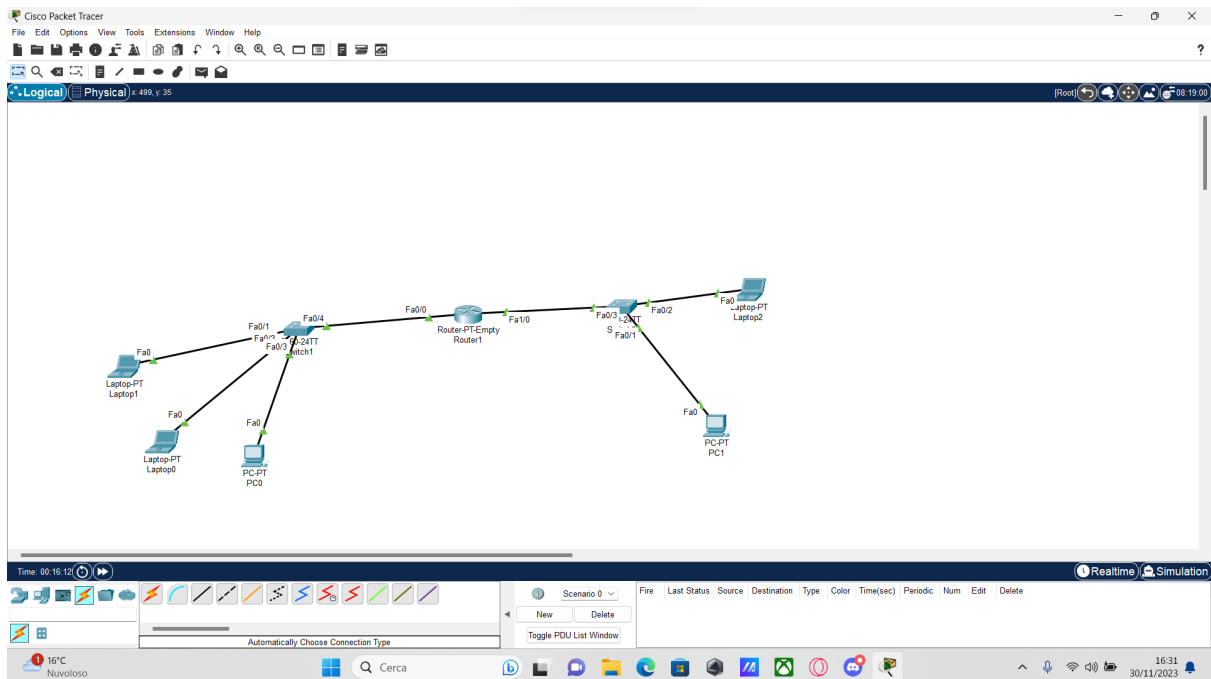 Cisco Packet Tracer
File Edit Options View Tools Extensions Window Help
?
Logical Physical x: 499, y: 35 [Root] 08:19:00
Fa0 Laptop-PT
Laptop2
Fa0/3 Fa0/2
Fa0/1
Fa0/0 Fa1/0
Router-PT-Empty
Router1
Fa0/1 Fa0/4
Fa0/3
Fa0
Laptop-PT
Laptop1
Fa0
Laptop-PT
Laptop0
Fa0
PC-PT
PC0
Fa0
PC-PT
PC1
Time: 00:16:12 Realtime Simulation
Scenario 0
New Delete
Toggle PDU List Window
Fire Last Status Source Destination Type Color Time(sec) Periodic Num Edit Delete
Automatically Choose Connection Type
1 16°C
Nuvoloso
Cerca
16:31
30/11/2023